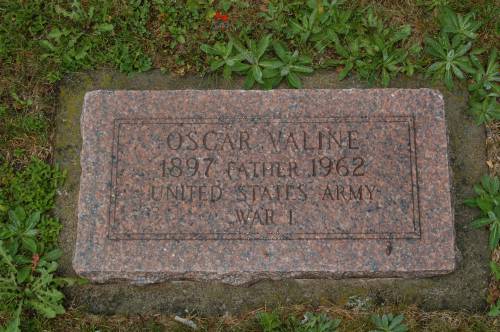 OSCAR VALINE
1897 FATHER 1962
UNITED STATES ARMY
WAR I